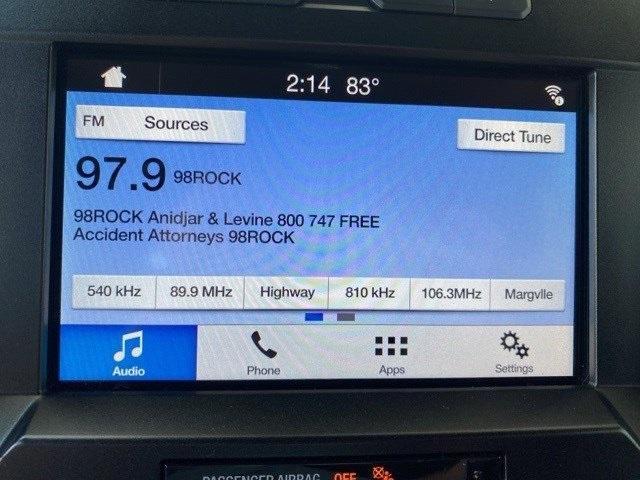 2:14 83°
FM Sources
Direct Tune
97.9 98ROCK
98ROCK Anidjar & Levine 800 747 FREE
Accident Attorneys 98ROCK
540 kHz 89.9 MHz Highway 810 kHz 106.3MHz Margvlle
Audio Phone Apps Settings
PASSENGER AIRBAG OFF